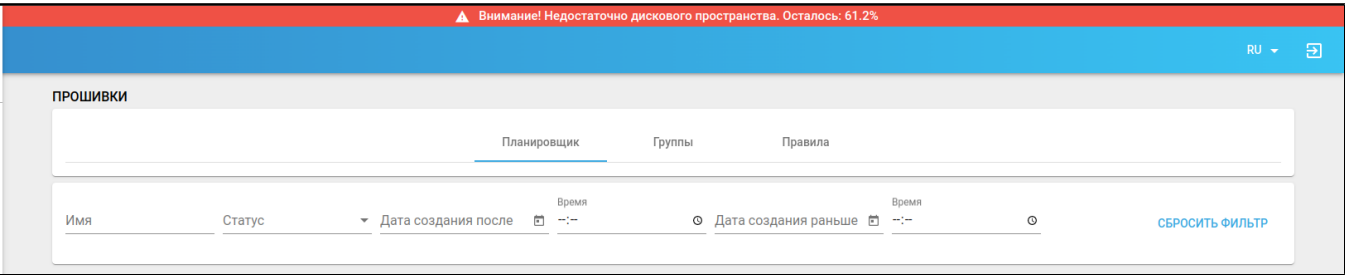 Внимание! Недостаточно дискового пространства. Осталось: 61.2%
RU
ПРОШИВКИ
Планировщик Группы Правила
Время Время
Имя Статус Дата создания после --:-- Дата создания раньше --:-- СБРОСИТЬ ФИЛЬТР